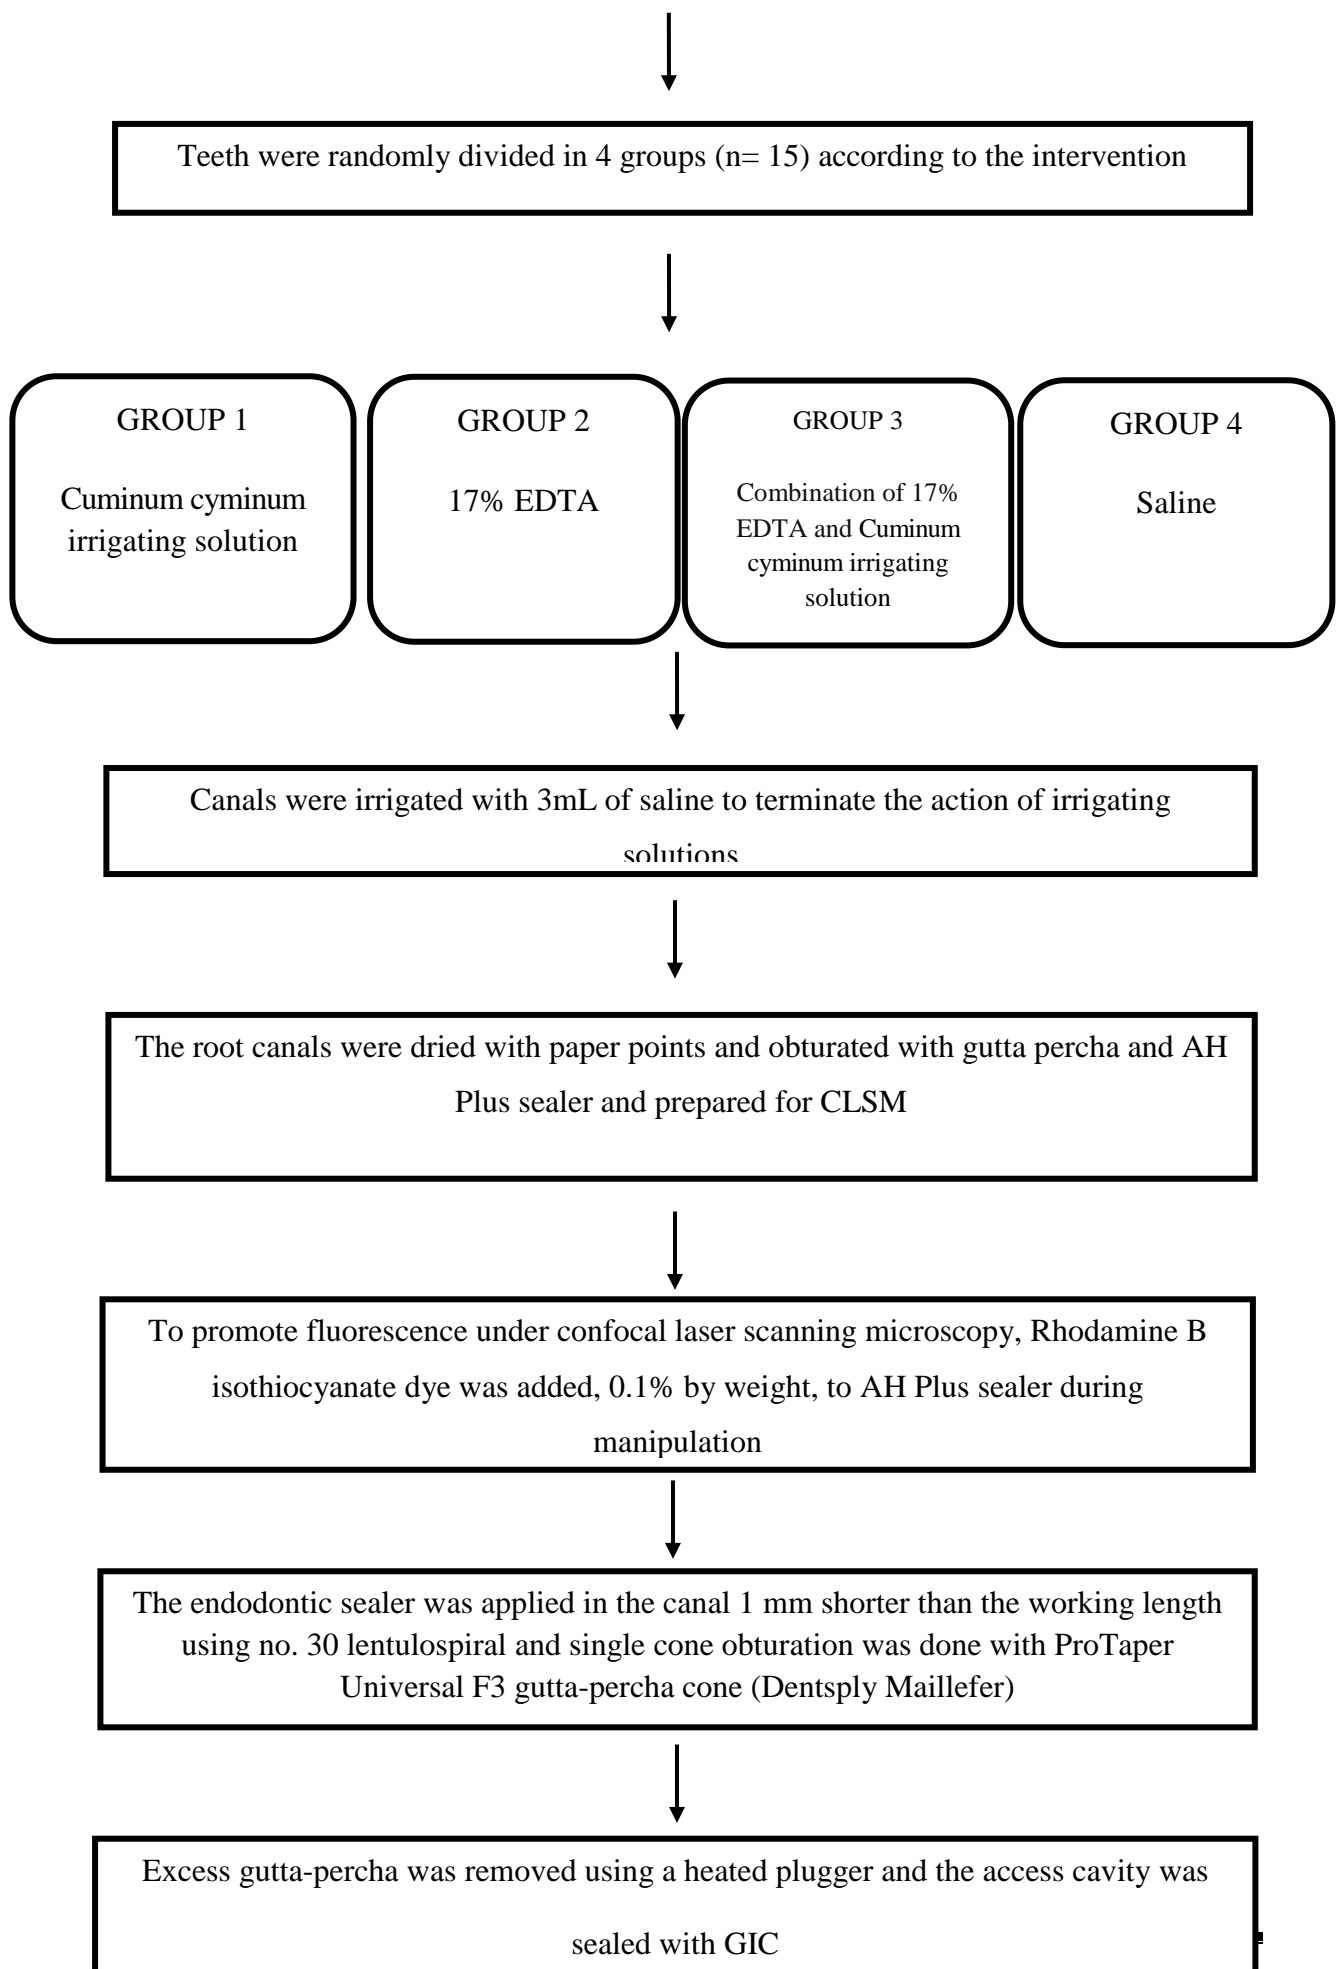 Teeth were randomly divided in 4 groups (n= 15) according to the intervention
GROUP 1
Cuminum cyminum
irrigating solution
GROUP 2
17% EDTA
GROUP 3
Combination of 17%
EDTA and Cuminum
cyminum irrigating
solution
GROUP 4
Saline
Canals were irrigated with 3mL of saline to terminate the action of irrigating
solutions
The root canals were dried with paper points and obturated with gutta percha and AH
Plus sealer and prepared for CLSM
To promote fluorescence under confocal laser scanning microscopy, Rhodamine B
isothiocyanate dye was added, 0.1% by weight, to AH Plus sealer during
manipulation
The endodontic sealer was applied in the canal 1 mm shorter than the working length
using no. 30 lentulospiral and single cone obturation was done with ProTaper
Universal F3 gutta-percha cone (Dentsply Maillefer)
Excess gutta-percha was removed using a heated plugger and the access cavity was
sealed with GIC